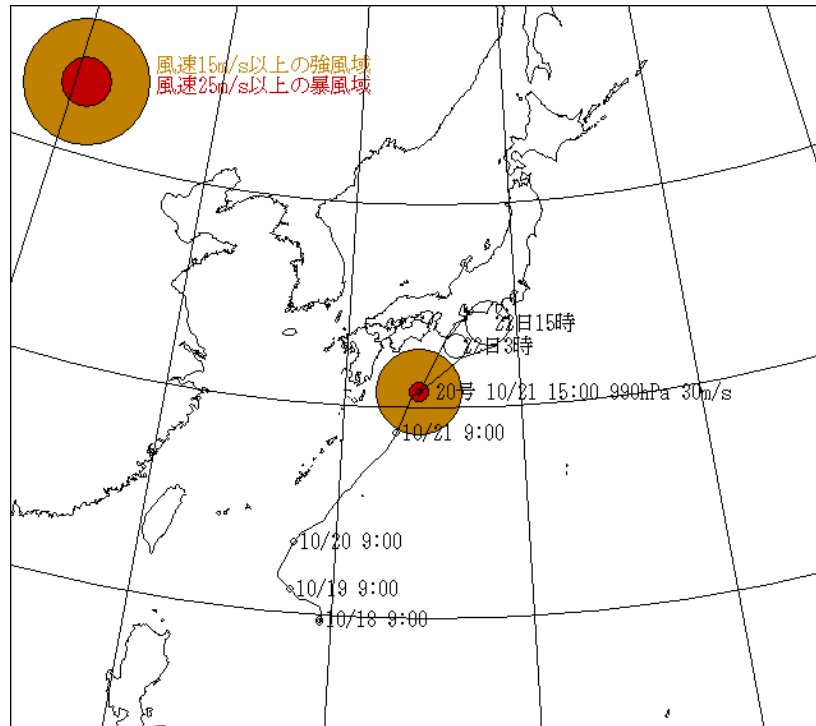 風速15m/s以上の強風域
風速25m/s以上の暴風域
22日15時
22日3時
20号 10/21 15:00 990hPa 30m/s
10/21 9:00
10/20 9:00
10/19 9:00
10/18 9:00